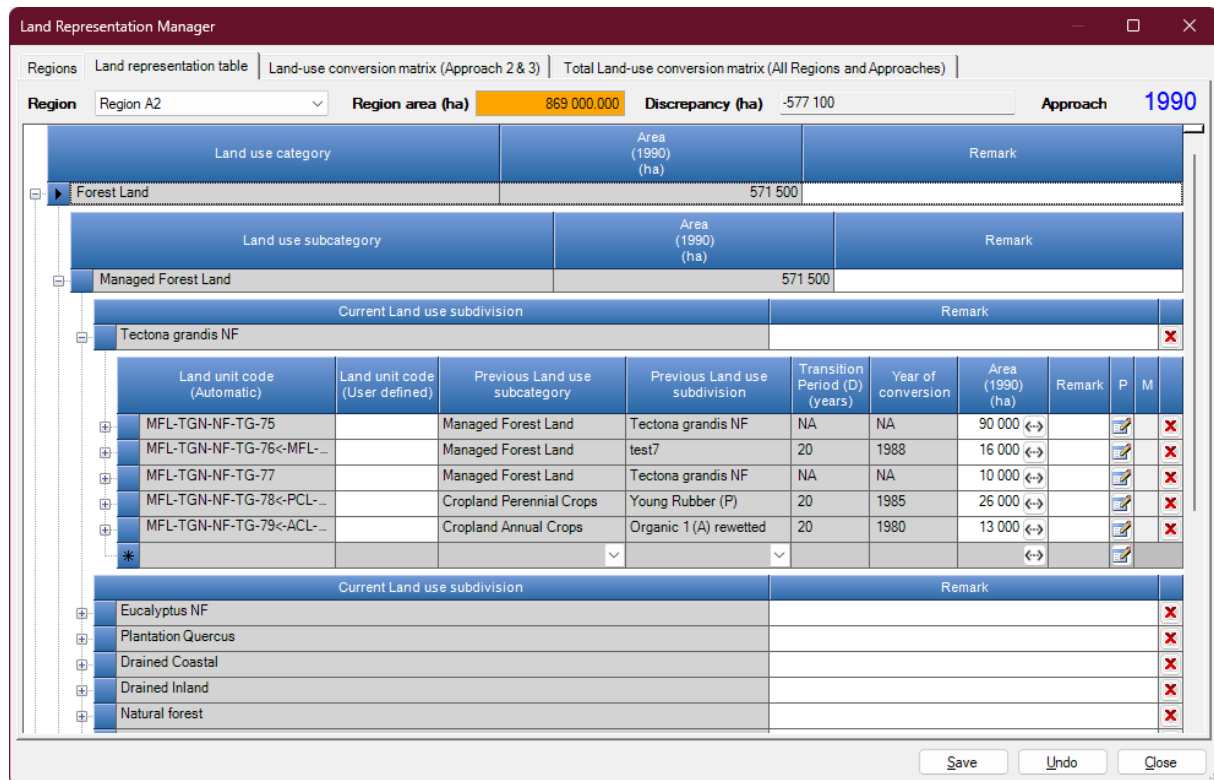 Land Representation Manager
Regions Land representation table Land-use conversion matrix (Approach 2 & 3) Total Land-use conversion matrix (All Regions and Approaches)
Region Region A2 Region area (ha) 869 000.000 Discrepancy (ha) -577 100 Approach 1990
Land use category Area (1990) (ha) Remark
Forest Land 571 500
Land use subcategory Area (1990) (ha) Remark
Managed Forest Land 571 500
Current Land use subdivision Remark
Tectona grandis NF
Land unit code (Automatic) Land unit code (User defined) Previous Land use subcategory Previous Land use subdivision Transition Period (D) (years) Year of conversion Area (1990) (ha) Remark P M
MFL-TGN-NF-TG-75 Managed Forest Land Tectona grandis NF NA NA 90 000
MFL-TGN-NF-TG-76<-MFL-... Managed Forest Land test7 20 1988 16 000
MFL-TGN-NF-TG-77 Managed Forest Land Tectona grandis NF NA NA 10 000
MFL-TGN-NF-TG-78<-PCL-... Cropland Perennial Crops Young Rubber (P) 20 1985 26 000
MFL-TGN-NF-TG-79<-ACL-... Cropland Annual Crops Organic 1 (A) rewetted 20 1980 13 000
Current Land use subdivision Remark
Eucalyptus NF
Plantation Quercus
Drained Coastal
Drained Inland
Natural forest
Save Undo Close